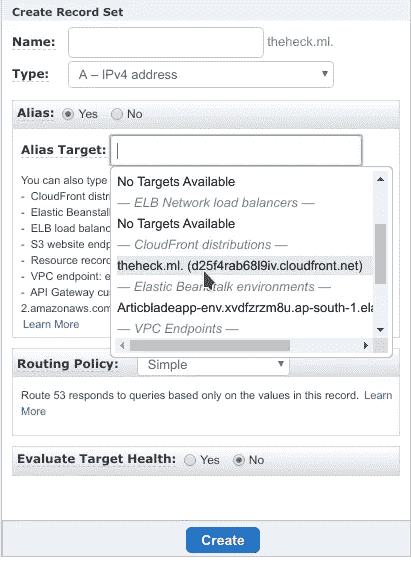 Create Record Set
Name: theheck.ml.
Type: A – IPv4 address
Alias: Yes No
Alias Target:
You can also type
- CloudFront distr
- Elastic Beanstal
- ELB load balanc
- S3 website endp
- Resource record
- VPC endpoint: e
- API Gateway cus
2.amazonaws.com
Learn More
No Targets Available
— ELB Network load balancers —
No Targets Available
— CloudFront distributions —
theheck.ml. (d25f4rab68l9iv.cloudfront.net)
— Elastic Beanstalk environments —
Articbladeapp-env.xvdfzrzm8u.ap-south-1.ela
— VPC Endpoints —
Routing Policy: Simple
Route 53 responds to queries based only on the values in this record. Learn
More
Evaluate Target Health: Yes No
Create